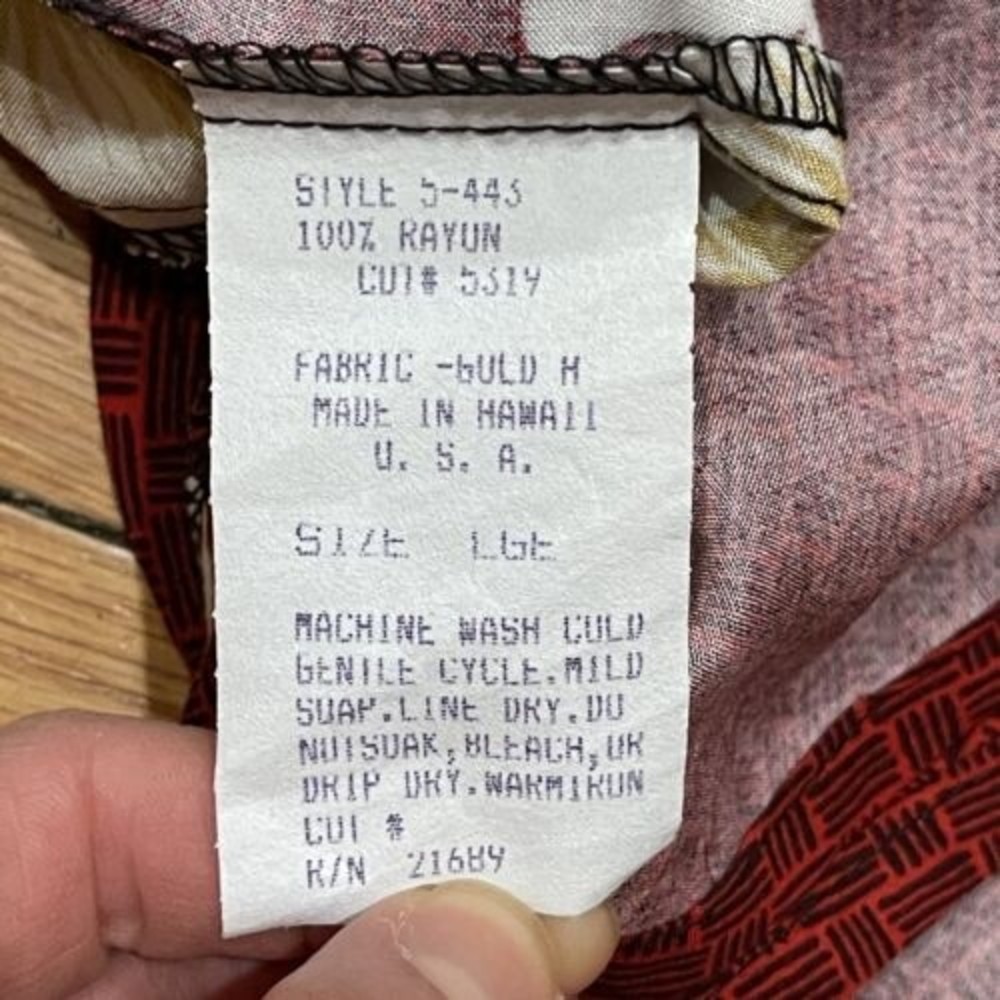 STYLE 5-443
100% RAYON
CUT# 5319
FABRIC -GOLD H
MADE IN HAWAII
U. S. A.
SIZE LGE
MACHINE WASH COLD
GENTLE CYCLE.MILD
SOAP.LINE DRY.DO
NOTSOAK,BLEACH,OR
DRIP DRY.WARMIRON
CUT #
R/N 21689